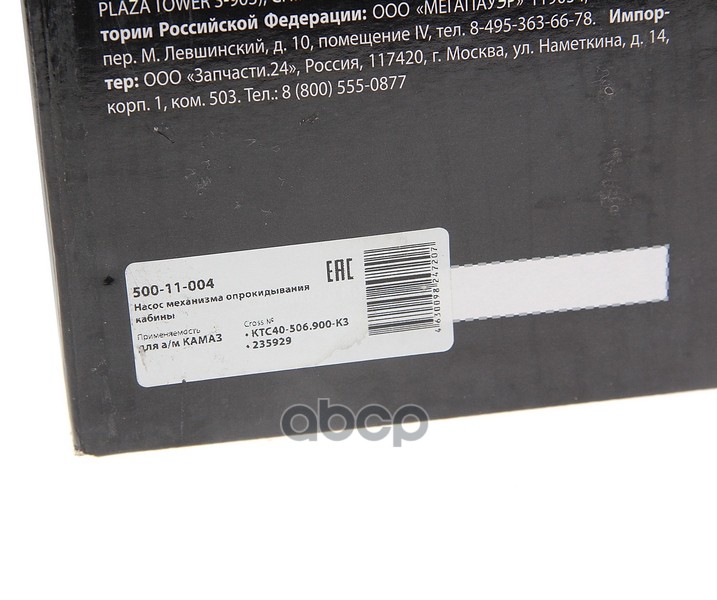 PLAZA TOWER 3-905),
тории Российской Федерации: ООО «МЕГАПАУЭР» 119034,
пер. М. Левшинский, д. 10, помещение IV, тел. 8-495-363-66-78. Импор-
тер: ООО «Запчасти.24», Россия, 117420, г. Москва, ул. Наметкина, д. 14,
корп. 1, ком. 503. Тел.: 8 (800) 555-0877
500-11-004
EAC
Насос механизма опрокидывания
кабины
Применяемость
для а/м КАМАЗ
Cross №
• КТС40-506.900-КЗ
• 235929
4630098247207
abcp